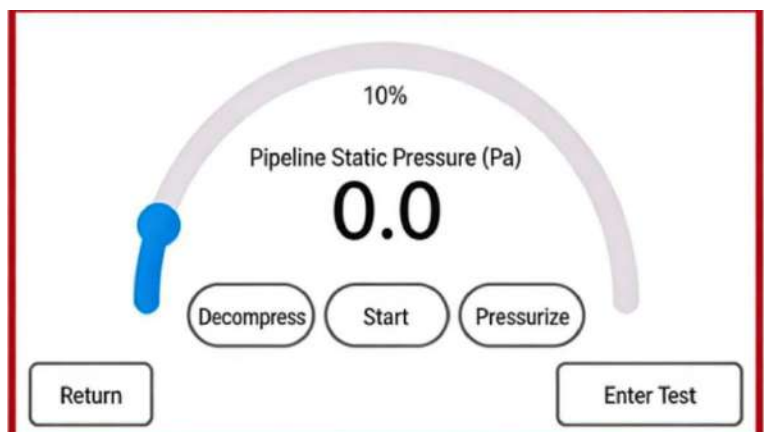 10%
Pipeline Static Pressure (Pa)
0.0
Decompress Start Pressurize
Return Enter Test